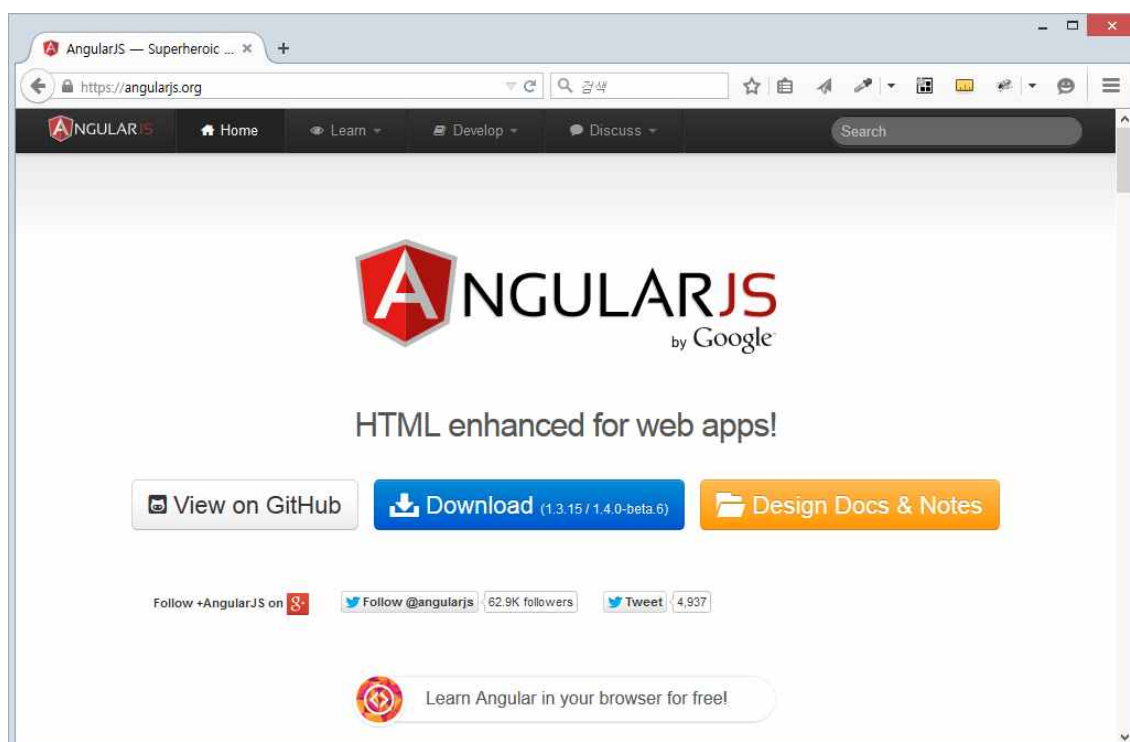 AngularJS — Superheroic ...
https://angularjs.org
검색
ANGULARJS Home Learn Develop Discuss Search
ANGULARJS
by Google
HTML enhanced for web apps!
View on GitHub Download (1.3.15 / 1.4.0-beta.6) Design Docs & Notes
Follow +AngularJS on g+ Follow @angularjs 62.9K followers Tweet 4,937
Learn Angular in your browser for free!